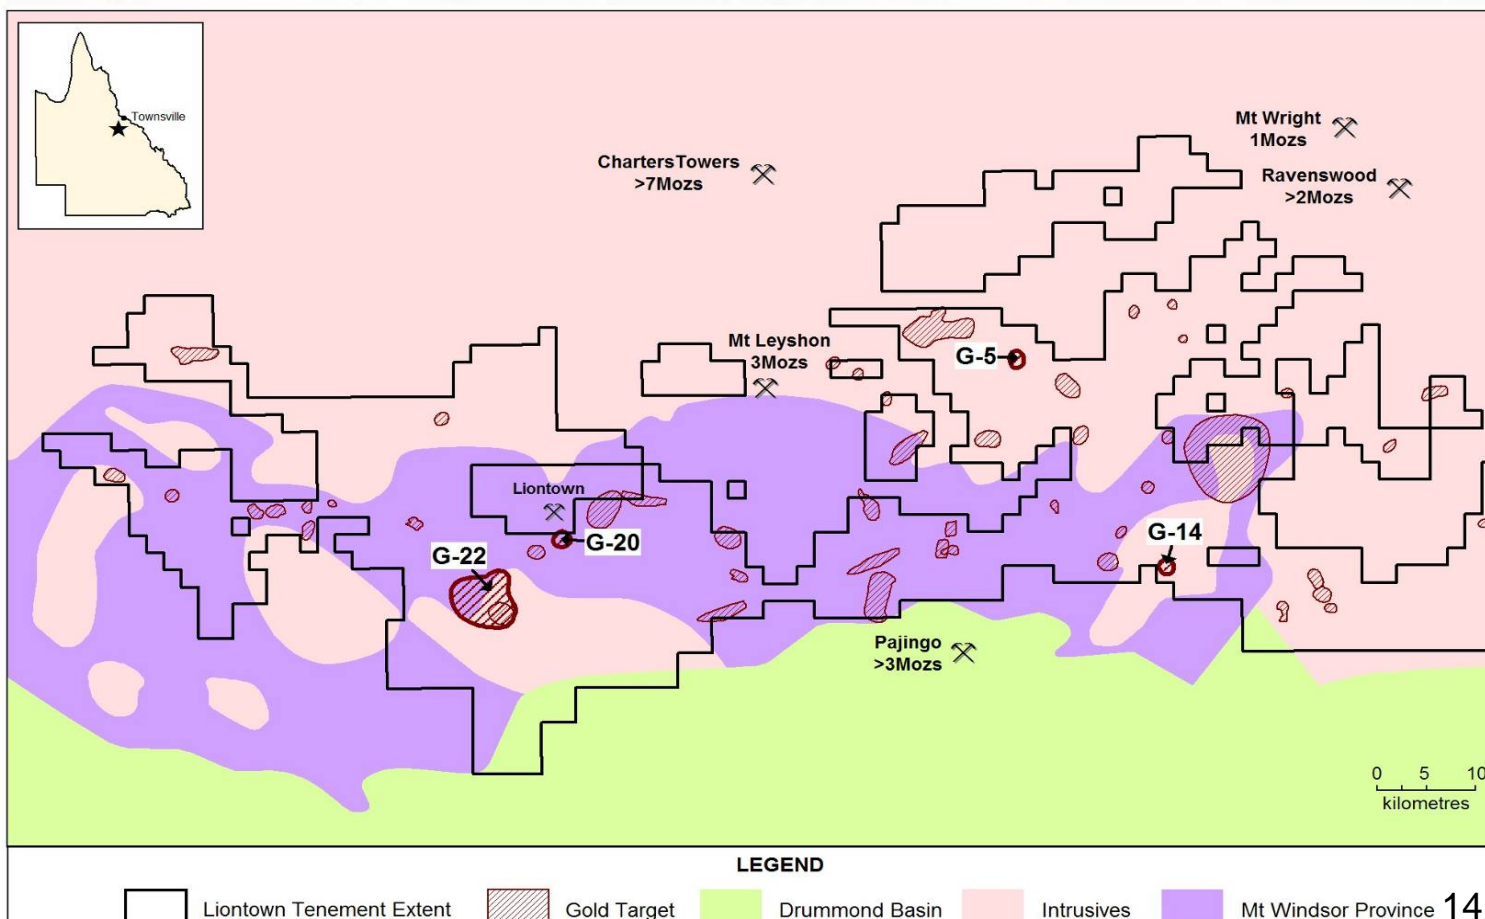 Townsville
Mt Wright
1Mozs
ChartersTowers
>7Mozs
Ravenswood
>2Mozs
Mt Leyshon
3Mozs
G-5
Liontown
G-20
G-14
G-22
Pajingo
>3Mozs
0 5 10
kilometres
LEGEND
Liontown Tenement Extent
Gold Target
Drummond Basin
Intrusives
Mt Windsor Province
14